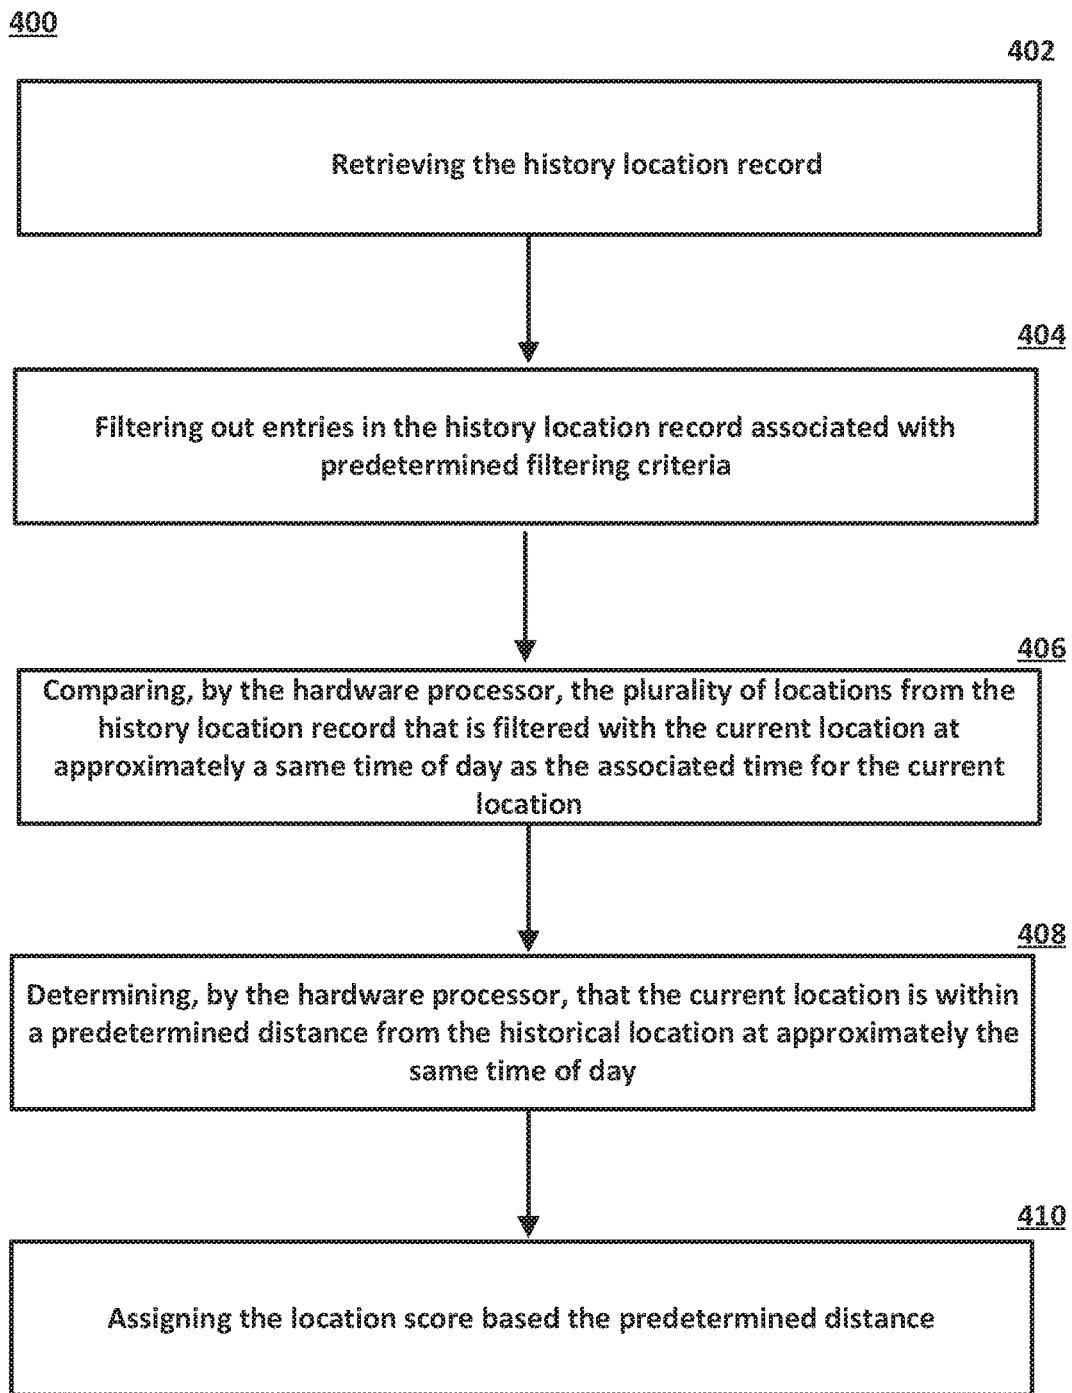 400
402
Retrieving the history location record
404
Filtering out entries in the history location record associated with
predetermined filtering criteria
406
Comparing, by the hardware processor, the plurality of locations from the
history location record that is filtered with the current location at
approximately a same time of day as the associated time for the current
location
408
Determining, by the hardware processor, that the current location is within
a predetermined distance from the historical location at approximately the
same time of day
410
Assigning the location score based the predetermined distance